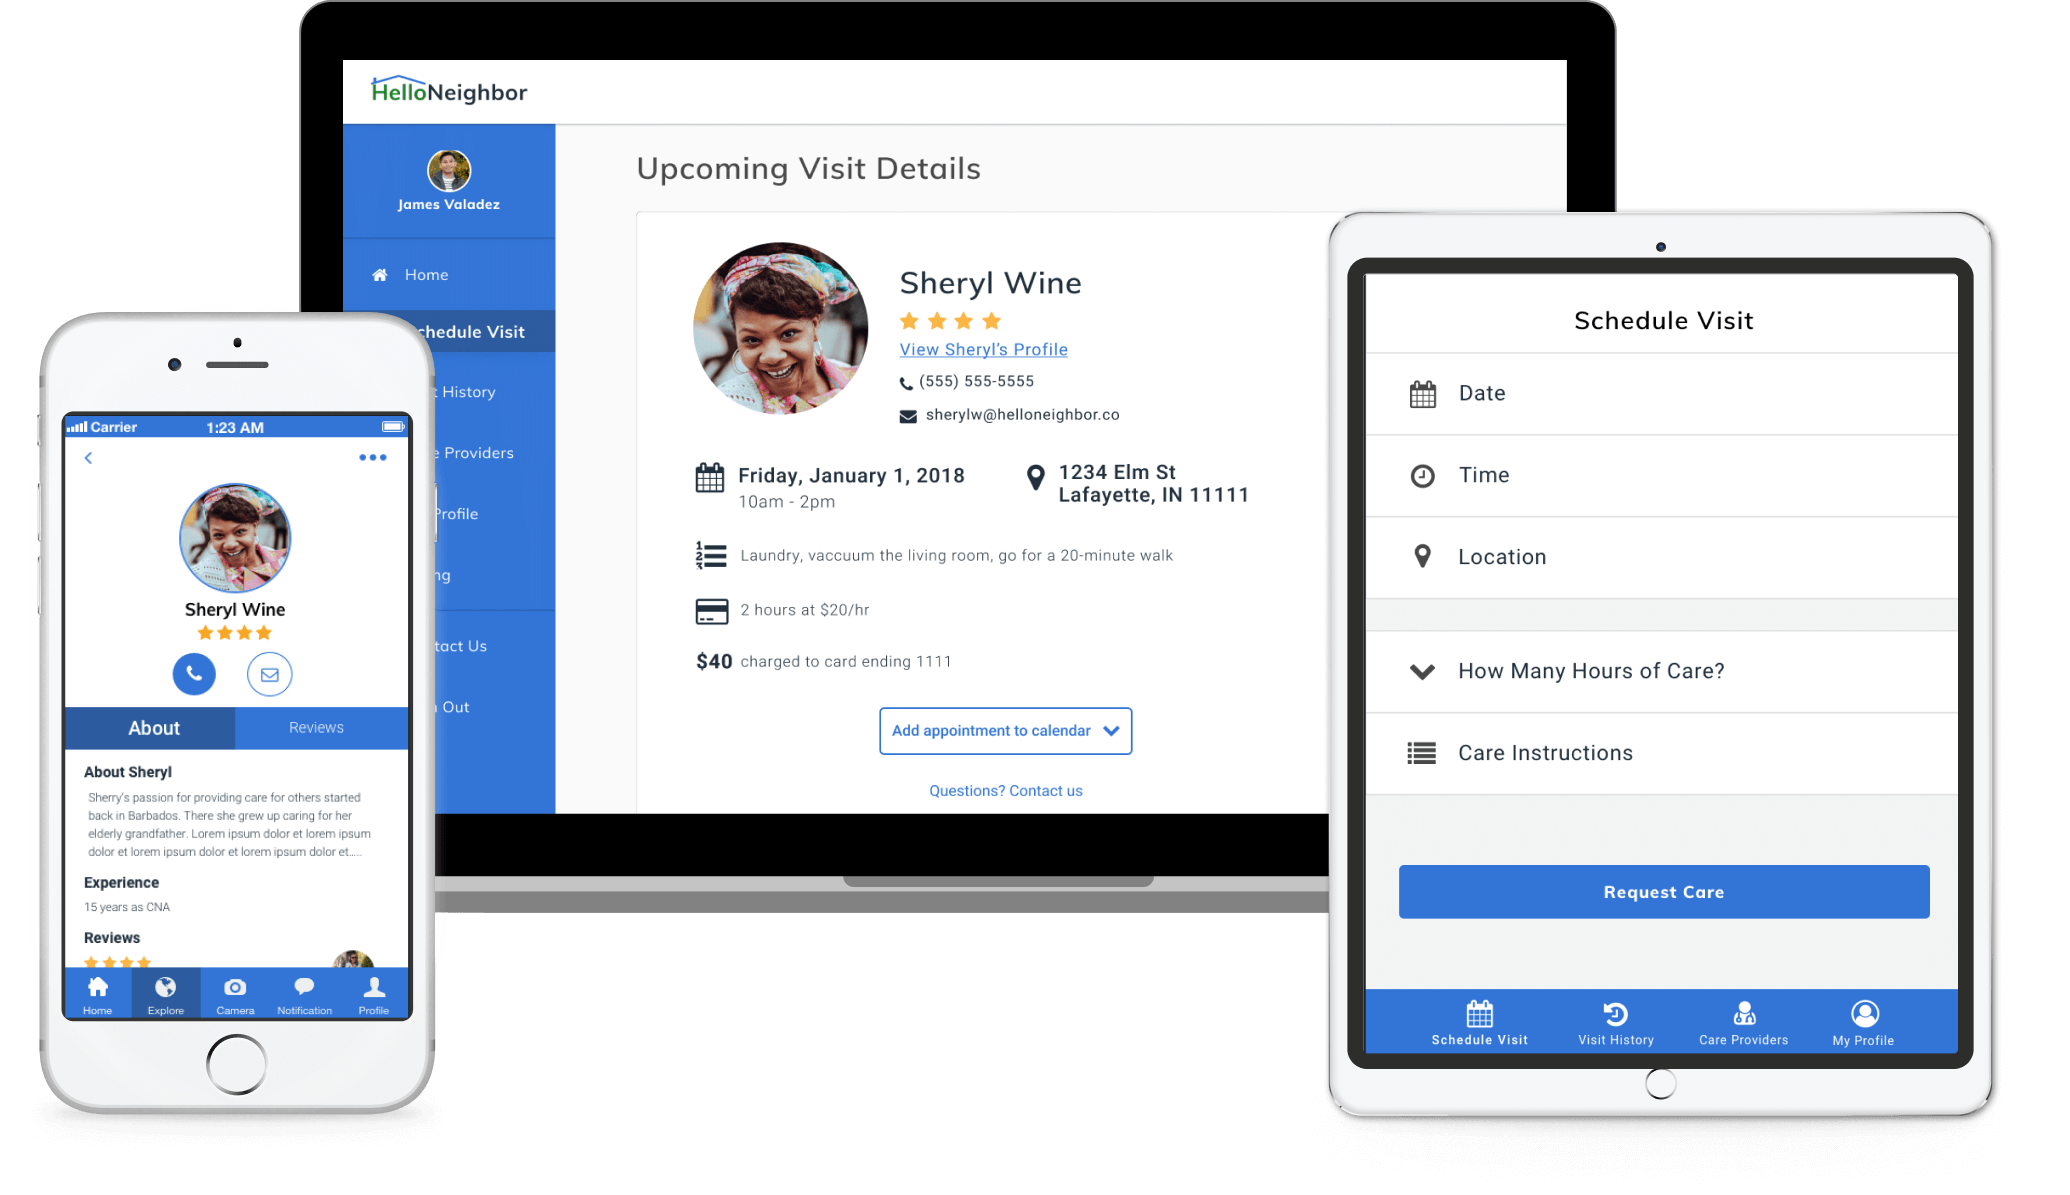 HelloNeighbor
James Valadez
Home
chedule Visit
t History
e Providers
Profile
ng
tact Us
n Out
Upcoming Visit Details
Sheryl Wine
View Sheryl's Profile
(555) 555-5555
sherylw@helloneighbor.co
Friday, January 1, 2018
10am - 2pm
1234 Elm St
Lafayette, IN 11111
1
2
3
Laundry, vaccuum the living room, go for a 20-minute walk
2 hours at $20/hr
$40 charged to card ending 1111
Add appointment to calendar
Questions? Contact us
Carrier
1:23 AM
Sheryl Wine
About
Reviews
About Sheryl
Sherry's passion for providing care for others started
back in Barbados. There she grew up caring for her
elderly grandfather. Lorem ipsum dolor et lorem ipsum
dolor et lorem ipsum dolor et lorem ipsum dolor et.....
Experience
15 years as CNA
Reviews
Home
Explore
Camera
Notification
Profile
Schedule Visit
Date
Time
Location
How Many Hours of Care?
Care Instructions
Request Care
Schedule Visit
Visit History
Care Providers
My Profile